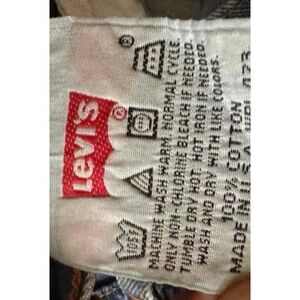 LEVI'S ®
®
105°
MACHINE WASH WARM. NORMAL CYCLE.
ONLY NON-CHLORINE BLEACH IF NEEDED.
TUMBLE DRY HOT. HOT IRON IF NEEDED.
WASH AND DRY WITH LIKE COLORS.
100% COTTON
MADE IN U.S.A.